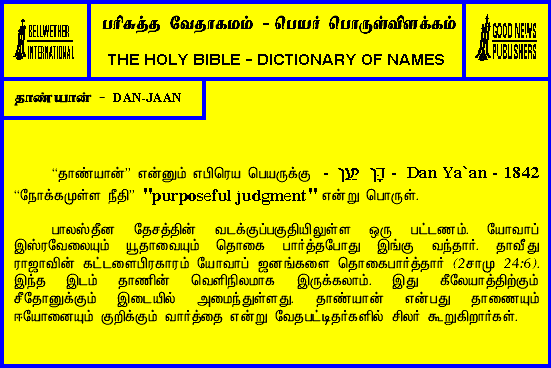 BELLWETHER
INTERNATIONAL
பரிசுத்த வேதாகமம் - பெயர் பொருள்விளக்கம்
THE HOLY BIBLE - DICTIONARY OF NAMES
GOOD NEWS
PUBLISHERS
தாண்யான் - DAN-JAAN
“தாண்யான்” என்னும் எபிரெய பெயருக்கு - דָּן יַעַן - Dan Ya`an - 1842
“நோக்கமுள்ள நீதி” "purposeful judgment" என்று பொருள்.
பாலஸ்தீன தேசத்தின் வடக்குப்பகுதியிலுள்ள ஒரு பட்டணம். யோவாப்
இஸ்ரவேலையும் யூதாவையும் தொகை பார்த்தபோது இங்கு வந்தார். தாவீது
ராஜாவின் கட்டளைபிரகாரம் யோவாப் ஜனங்களை தொகைபார்த்தார் (2சாமு 24:6).
இந்த இடம் தாணின் வெளிநிலமாக இருக்கலாம். இது கீலேயாத்திற்கும்
சீதோனுக்கும் இடையில் அமைந்துள்ளது. தாண்யான் என்பது தாணையும்
ஈயோனையும் குறிக்கும் வார்த்தை என்று வேதபட்டிதர்களில் சிலர் கூறுகிறார்கள்.